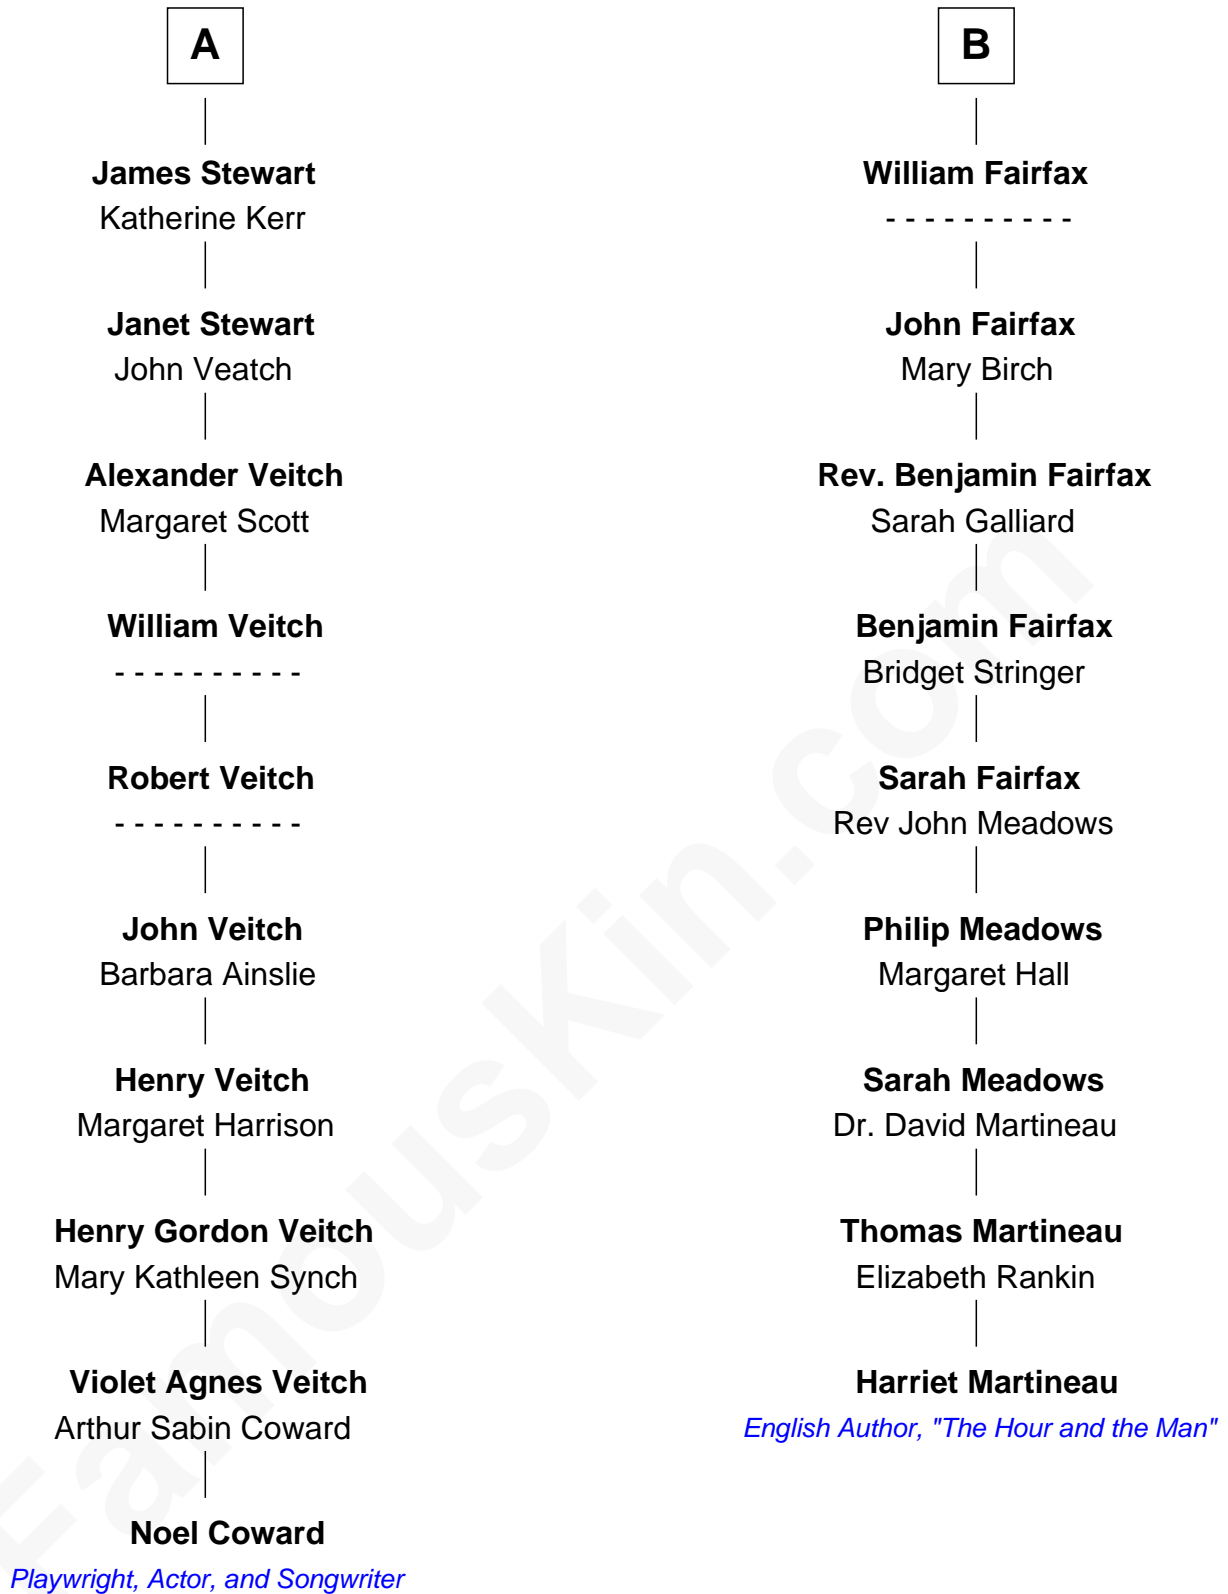 A
James Stewart
Katherine Kerr
Janet Stewart
John Veatch
Alexander Veitch
Margaret Scott
William Veitch
- - - - - - - - - -
Robert Veitch
- - - - - - - - - -
John Veitch
Barbara Ainslie
Henry Veitch
Margaret Harrison
Henry Gordon Veitch
Mary Kathleen Synch
Violet Agnes Veitch
Arthur Sabin Coward
Noel Coward
Playwright, Actor, and Songwriter
B
William Fairfax
- - - - - - - - - -
John Fairfax
Mary Birch
Rev. Benjamin Fairfax
Sarah Galliard
Benjamin Fairfax
Bridget Stringer
Sarah Fairfax
Rev John Meadows
Philip Meadows
Margaret Hall
Sarah Meadows
Dr. David Martineau
Thomas Martineau
Elizabeth Rankin
Harriet Martineau
English Author, "The Hour and the Man"
FamousKin.com